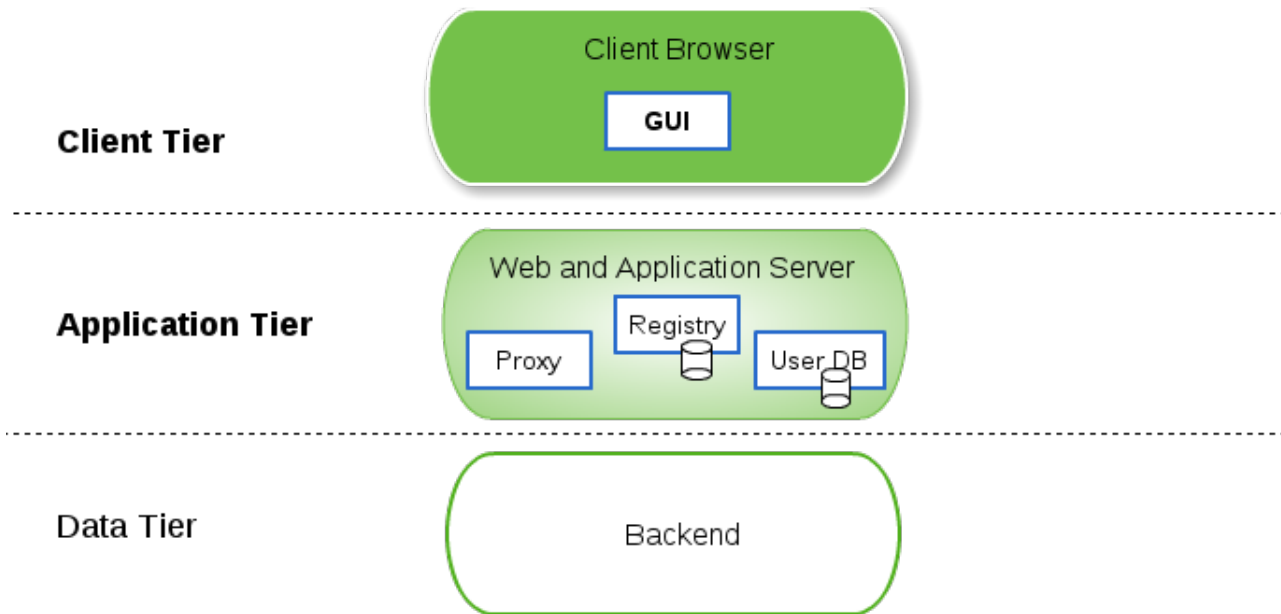 Client Browser
GUI
Client Tier
Web and Application Server
Registry
Application Tier
Proxy
User DB
Data Tier
Backend